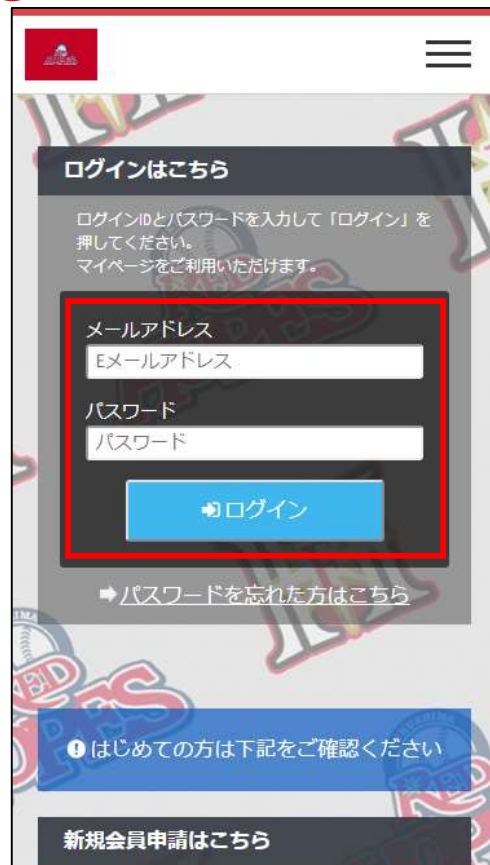 ログインはこちら
ログインIDとパスワードを入力して「ログイン」を
押してください。
マイページをご利用いただけます。
メールアドレス
Eメールアドレス
パスワード
パスワード
ログイン
パスワードを忘れた方はこちら
はじめての方は下記をご確認ください
新規会員申請はこちら